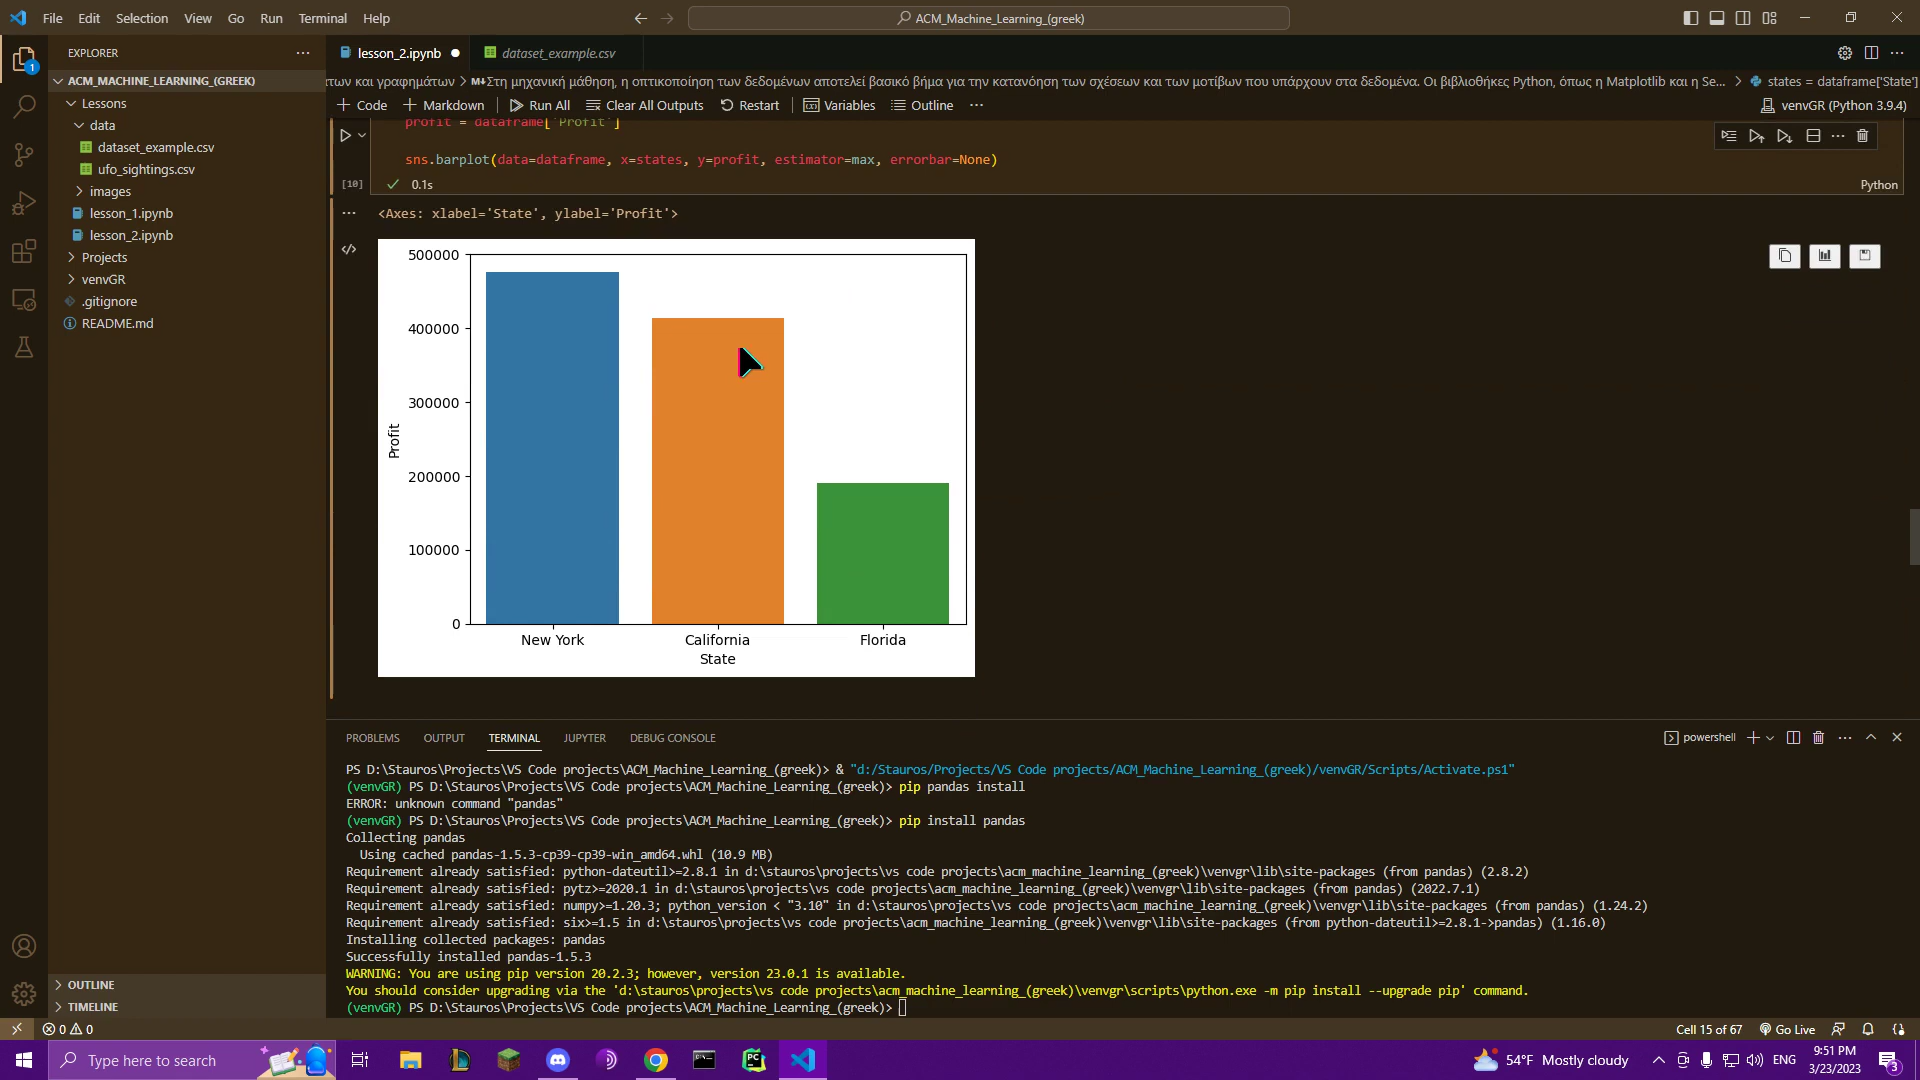 File Edit Selection View Go Run Terminal Help
ACM_Machine_Learning_(greek)
EXPLORER
ACM_MACHINE_LEARNING_(GREEK)
Lessons
data
dataset_example.csv
ufo_sightings.csv
images
lesson_1.ipynb
lesson_2.ipynb
Projects
venvGR
.gitignore
README.md
OUTLINE
TIMELINE
lesson_2.ipynb dataset_example.csv
των και γραφημάτων > M↓Στη μηχανική μάθηση, η οπτικοποίηση των δεδομένων αποτελεί βασικό βήμα για την κατανόηση των σχέσεων και των μοτίβων που υπάρχουν στα δεδομένα. Οι βιβλιοθήκες Python, όπως η Matplotlib και η Se... > states = dataframe['State']
+ Code + Markdown Run All Clear All Outputs Restart Variables Outline ...
venvGR (Python 3.9.4)
profit = dataframe['Profit']
sns.barplot(data=dataframe, x=states, y=profit, estimator=max, errorbar=None)
[10] ✓ 0.1s
Python
<Axes: xlabel='State', ylabel='Profit'>
500000
400000
300000
200000
100000
0
Profit
New York California Florida
State
PROBLEMS OUTPUT TERMINAL JUPYTER DEBUG CONSOLE
powershell
PS D:\Stauros\Projects\VS Code projects\ACM_Machine_Learning_(greek)> & "d:/Stauros/Projects/VS Code projects/ACM_Machine_Learning_(greek)/venvGR/Scripts/Activate.ps1"
(venvGR) PS D:\Stauros\Projects\VS Code projects\ACM_Machine_Learning_(greek)> pip pandas install
ERROR: unknown command "pandas"
(venvGR) PS D:\Stauros\Projects\VS Code projects\ACM_Machine_Learning_(greek)> pip install pandas
Collecting pandas
Using cached pandas-1.5.3-cp39-cp39-win_amd64.whl (10.9 MB)
Requirement already satisfied: python-dateutil>=2.8.1 in d:\stauros\projects\vs code projects\acm_machine_learning_(greek)\venvgr\lib\site-packages (from pandas) (2.8.2)
Requirement already satisfied: pytz>=2020.1 in d:\stauros\projects\vs code projects\acm_machine_learning_(greek)\venvgr\lib\site-packages (from pandas) (2022.7.1)
Requirement already satisfied: numpy>=1.20.3; python_version < "3.10" in d:\stauros\projects\vs code projects\acm_machine_learning_(greek)\venvgr\lib\site-packages (from pandas) (1.24.2)
Requirement already satisfied: six>=1.5 in d:\stauros\projects\vs code projects\acm_machine_learning_(greek)\venvgr\lib\site-packages (from python-dateutil>=2.8.1->pandas) (1.16.0)
Installing collected packages: pandas
Successfully installed pandas-1.5.3
WARNING: You are using pip version 20.2.3; however, version 23.0.1 is available.
You should consider upgrading via the 'd:\stauros\projects\vs code projects\acm_machine_learning_(greek)\venvgr\scripts\python.exe -m pip install --upgrade pip' command.
(venvGR) PS D:\Stauros\Projects\VS Code projects\ACM_Machine_Learning_(greek)>
0 0
Cell 15 of 67 Go Live
Type here to search
54°F Mostly cloudy
ENG
9:51 PM
3/23/2023
3
1